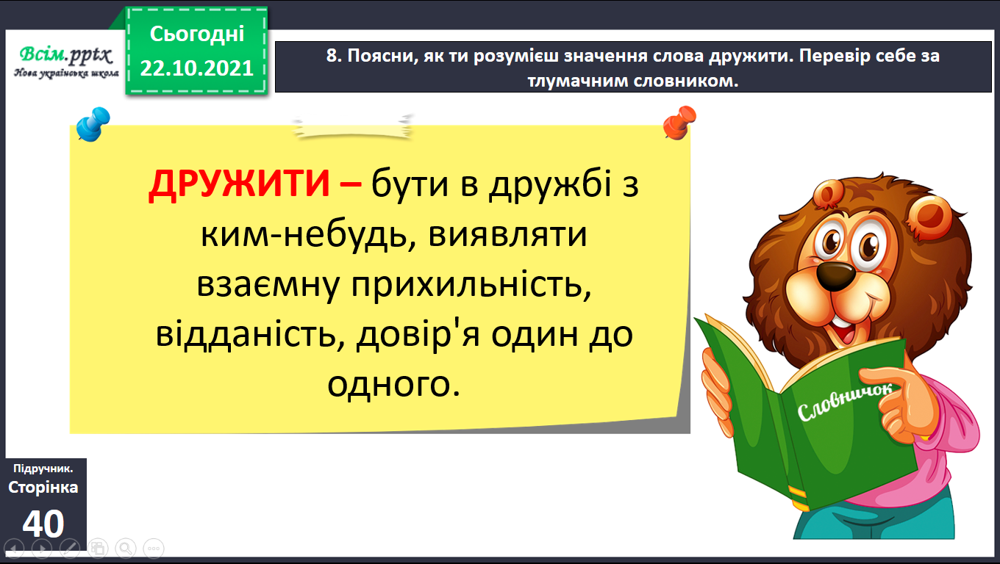 Всім.pptx
Нова українська школа
Сьогодні
22.10.2021
8. Поясни, як ти розумієш значення слова дружити. Перевір себе за
тлумачним словником.
ДРУЖИТИ – бути в дружбі з
ким-небудь, виявляти
взаємну прихильність,
відданість, довір'я один до
одного.
Словничок
Підручник.
Сторінка
40